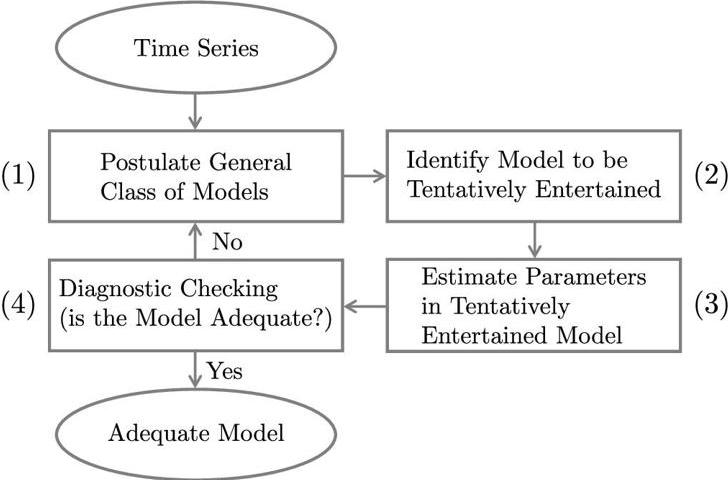 Time Series
(1)
Postulate General
Class of Models
Identify Model to be
Tentatively Entertained
(2)
No
(4)
Diagnostic Checking
(is the Model Adequate?)
Estimate Parameters
in Tentatively
Entertained Model
(3)
Yes
Adequate Model